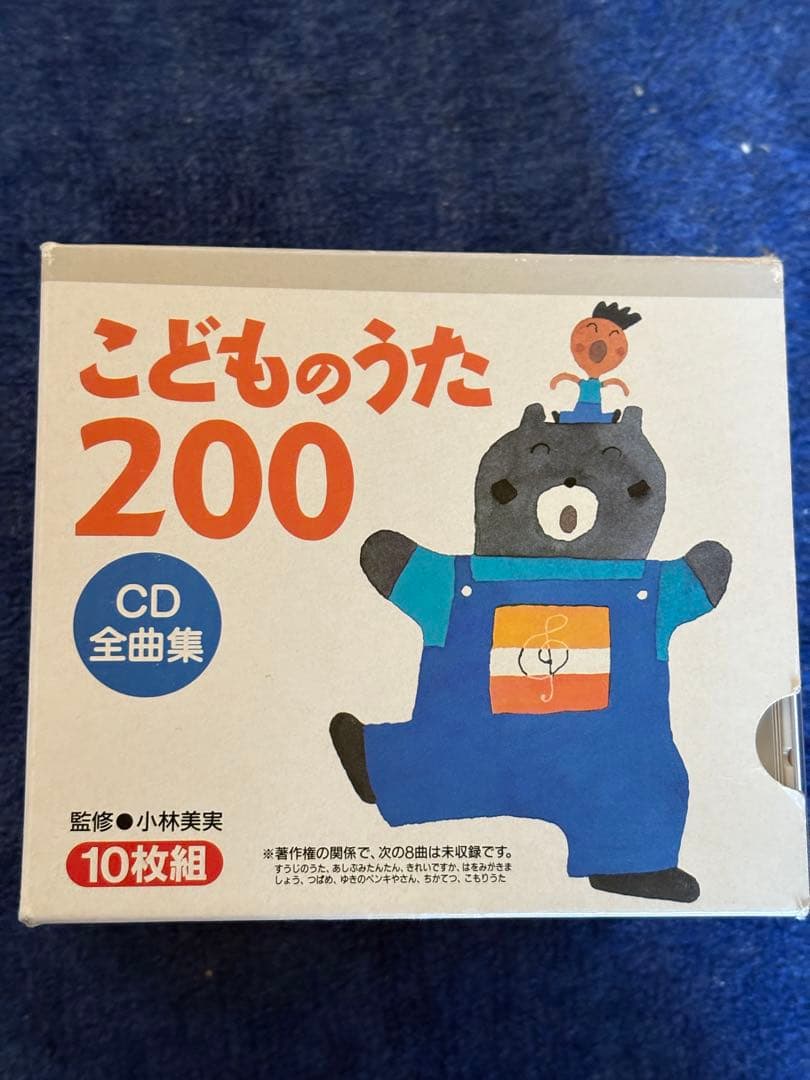 こどものうた
200
CD
全曲集
監修●小林美実
10枚組
※著作権の関係で、次の8曲は未収録です。
すうじのうた、あしぶみたんたん、きれいですか、はをみがきま
しょう、つばめ、ゆきのペンキやさん、ちかてつ、こもりうた